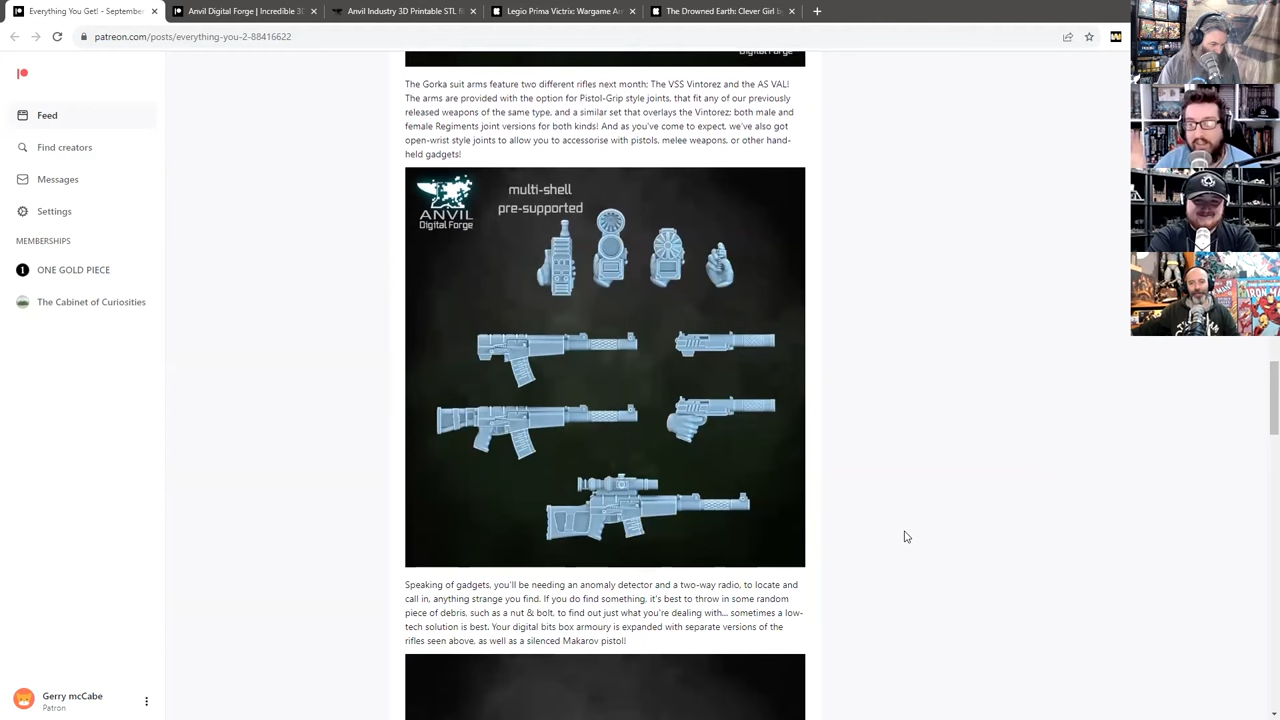 Everything You Get! - September
Anvil Digital Forge | Incredible 3D
Anvil Industry 3D Printable STL fi
Legio Prima Victrix: Wargame Arm
The Drowned Earth: Clever Girl by
patreon.com/posts/everything-you-2-88416622
Digital Forge
Feed
Find creators
Messages
Settings
MEMBERSHIPS
ONE GOLD PIECE
The Cabinet of Curiosities
The Gorka suit arms feature two different rifles next month; The VSS Vintorez and the AS VAL!
The arms are provided with the option for Pistol-Grip style joints, that fit any of our previously
released weapons of the same type, and a similar set that overlays the Vintorez; both male and
female Regiments joint versions for both kinds! And as you've come to expect, we've also got
open-wrist style joints to allow you to accessorise with pistols, melee weapons, or other hand-
held gadgets!
ANVIL
Digital Forge
multi-shell
pre-supported
Speaking of gadgets, you'll be needing an anomaly detector and a two-way radio, to locate and
call in, anything strange you find. If you do find something, it's best to throw in some random
piece of debris, such as a nut & bolt, to find out just what you're dealing with... sometimes a low-
tech solution is best. Your digital bits box armoury is expanded with separate versions of the
rifles seen above, as well as a silenced Makarov pistol!
Gerry mcCabe
Patron
IRON MAN